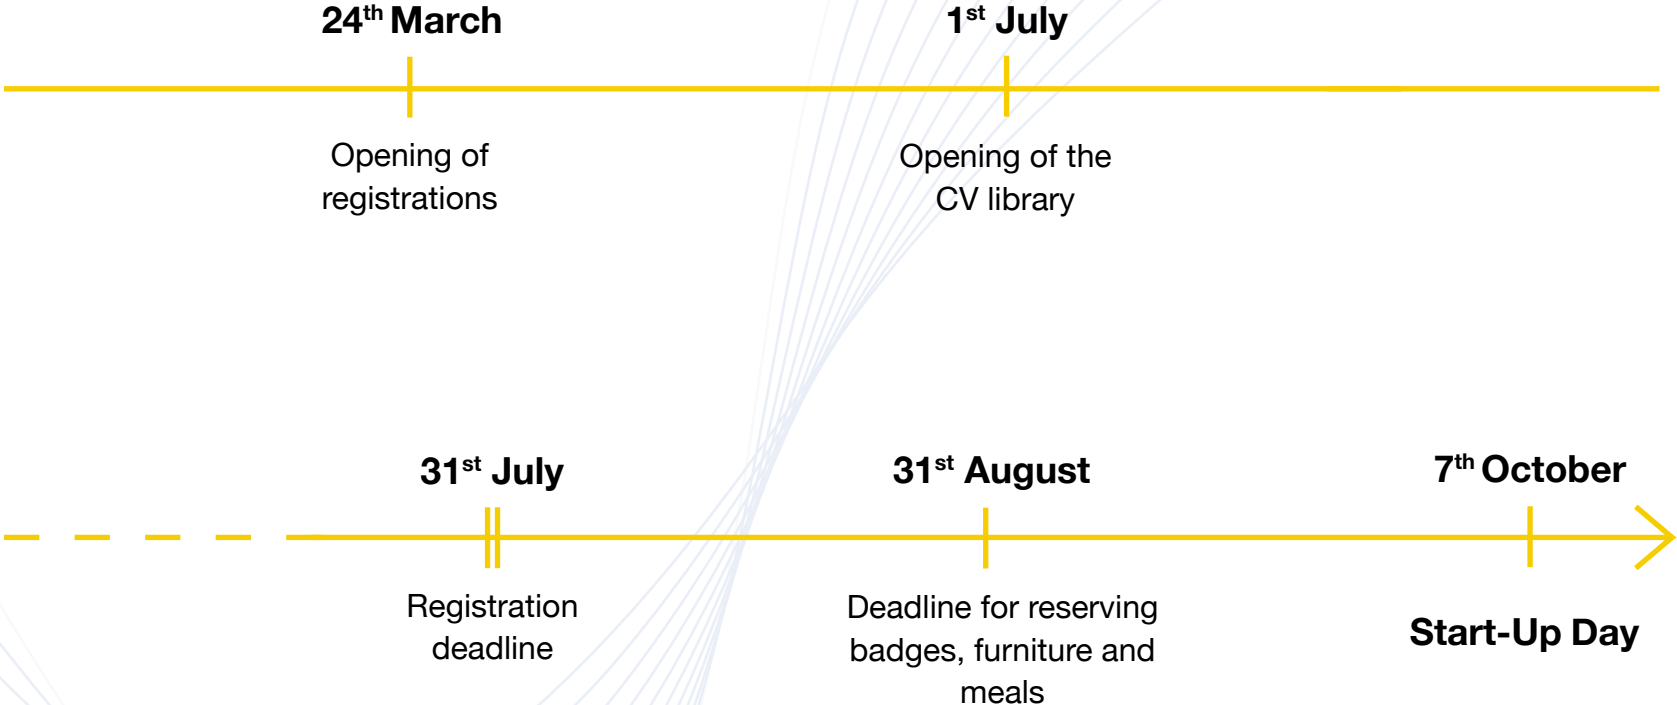 24th March
1st July
Opening of
registrations
Opening of the
CV library
31st July
31st August
7th October
Registration
deadline
Deadline for reserving
badges, furniture and
meals
Start-Up Day